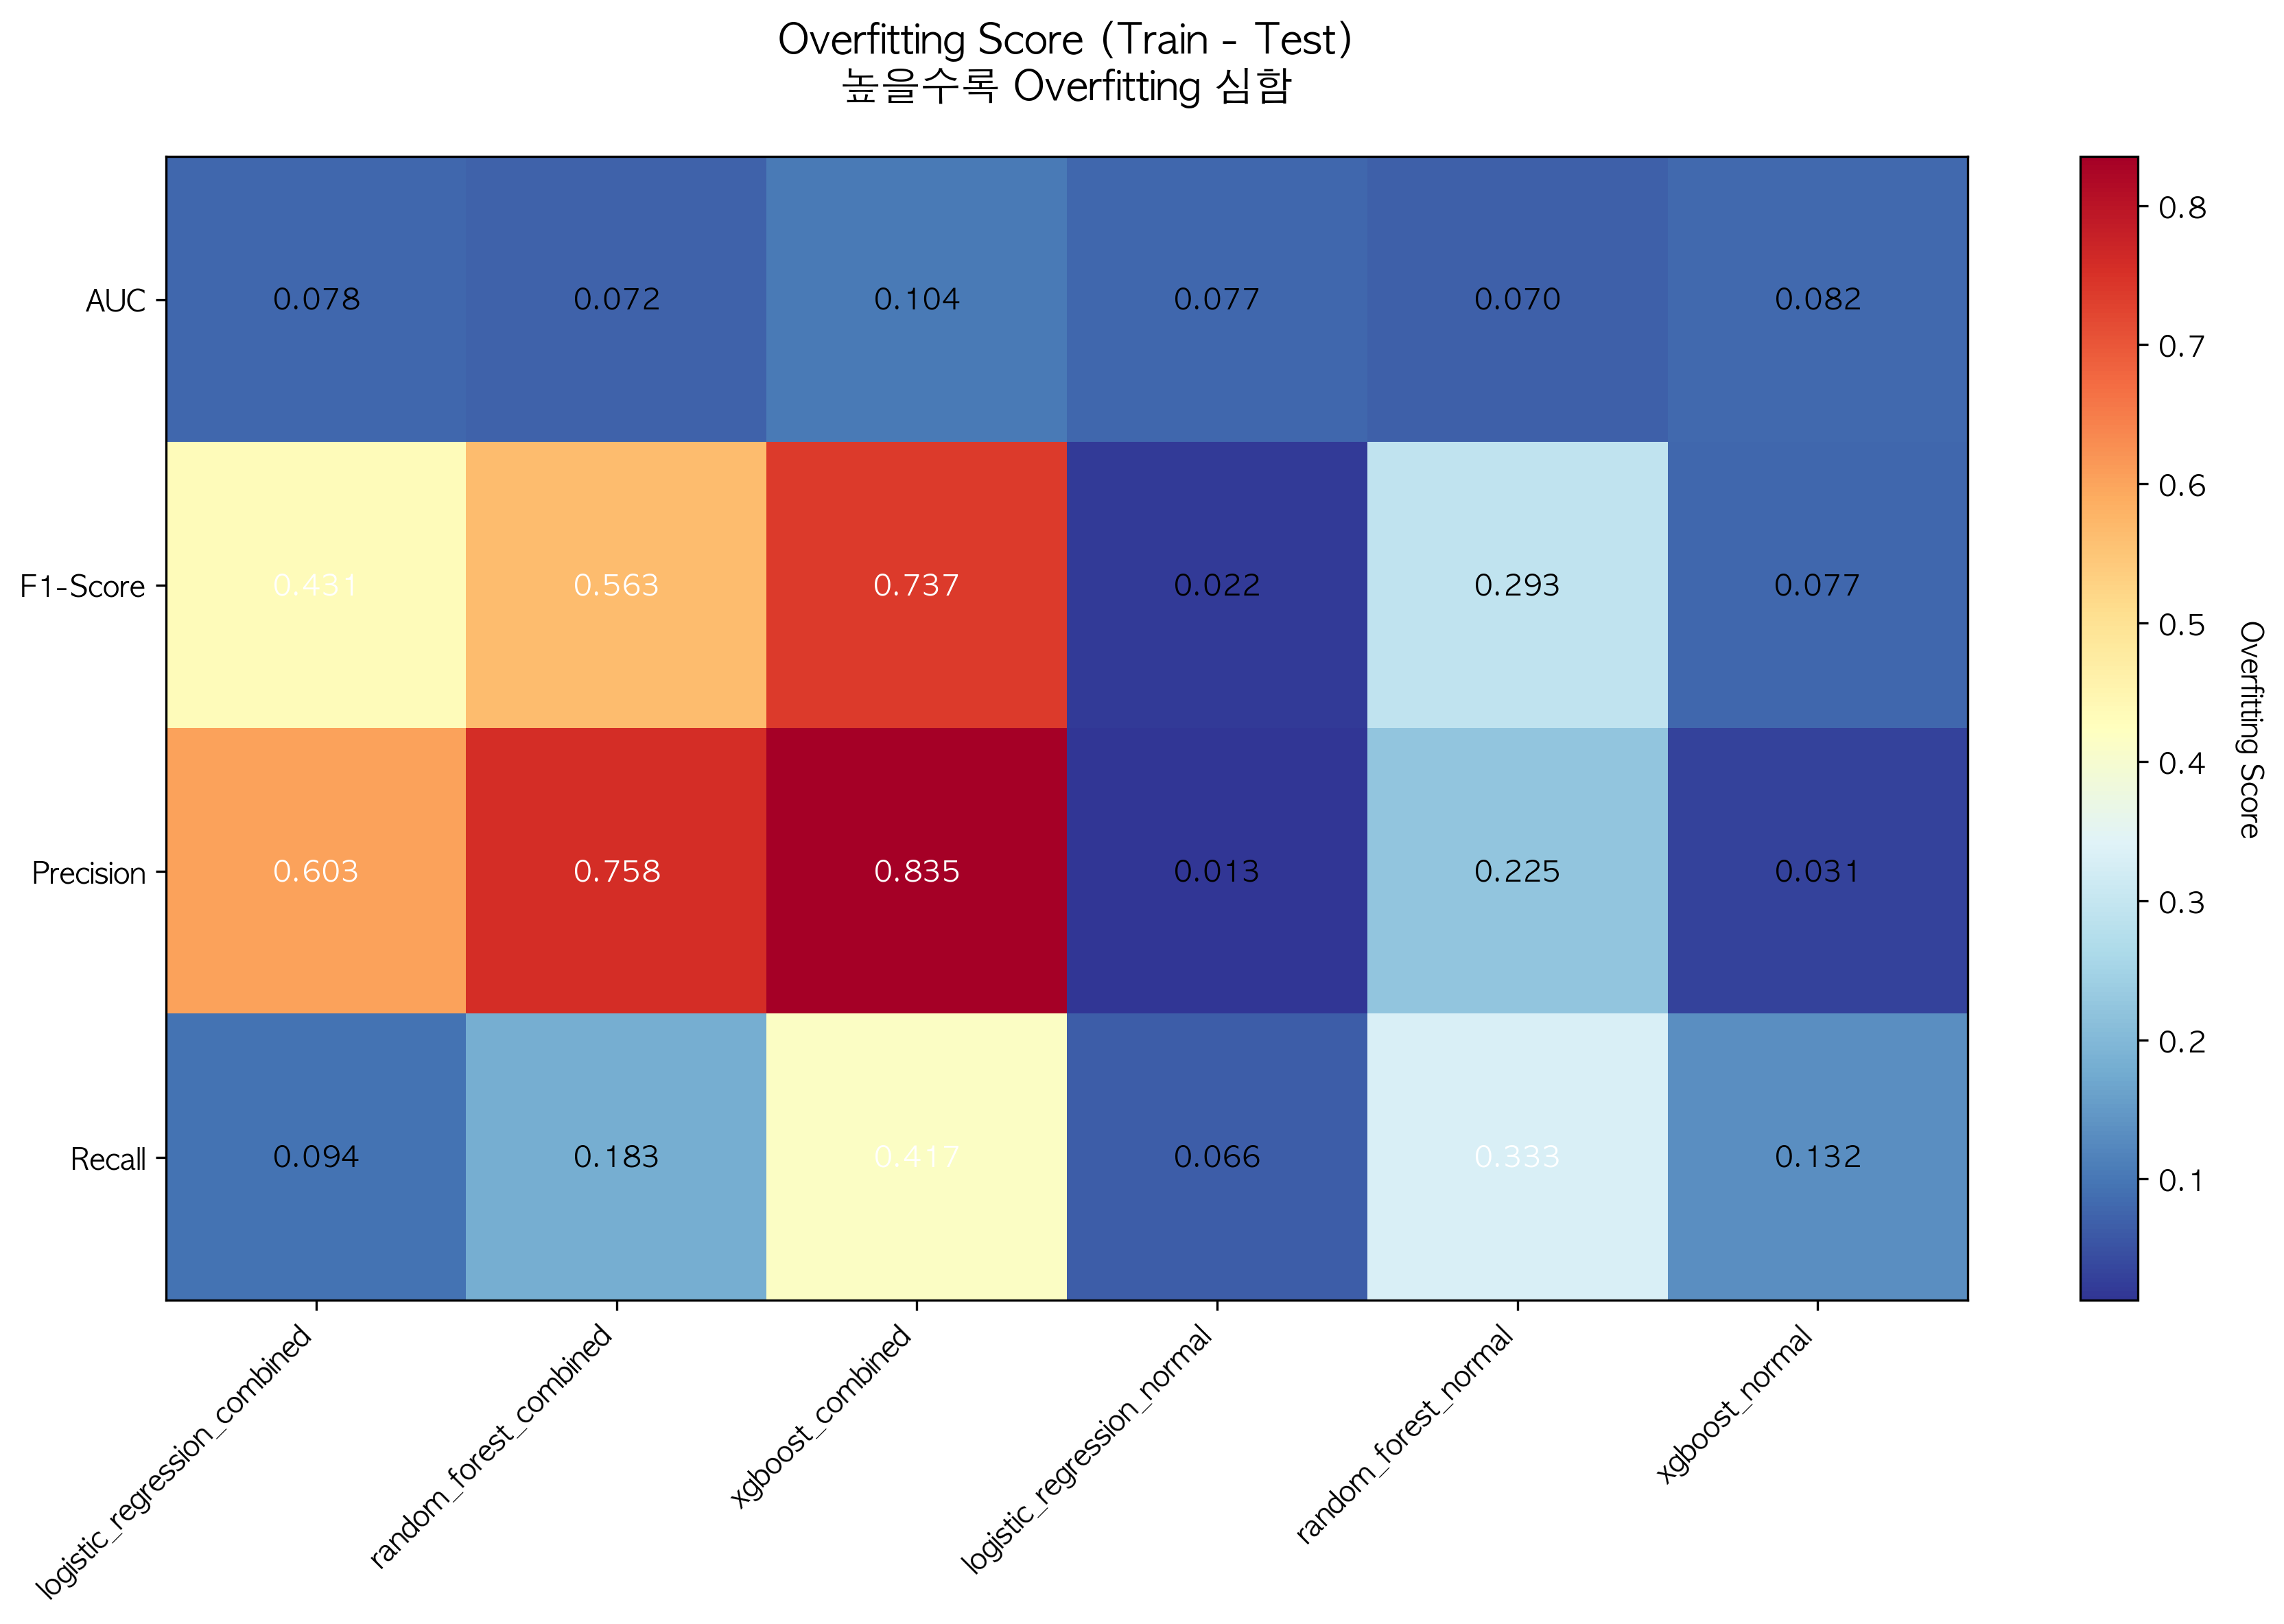 Overfitting Score (Train - Test)
높을수록 Overfitting 심함
AUC 0.078 0.072 0.104 0.077 0.070 0.082
F1-Score 0.431 0.563 0.737 0.022 0.293 0.077
Precision 0.603 0.758 0.835 0.013 0.225 0.031
Recall 0.094 0.183 0.417 0.066 0.333 0.132
logistic_regression_combined
random_forest_combined
xgboost_combined
logistic_regression_normal
random_forest_normal
xgboost_normal
0.8
0.7
0.6
0.5
0.4
0.3
0.2
0.1
Overfitting Score